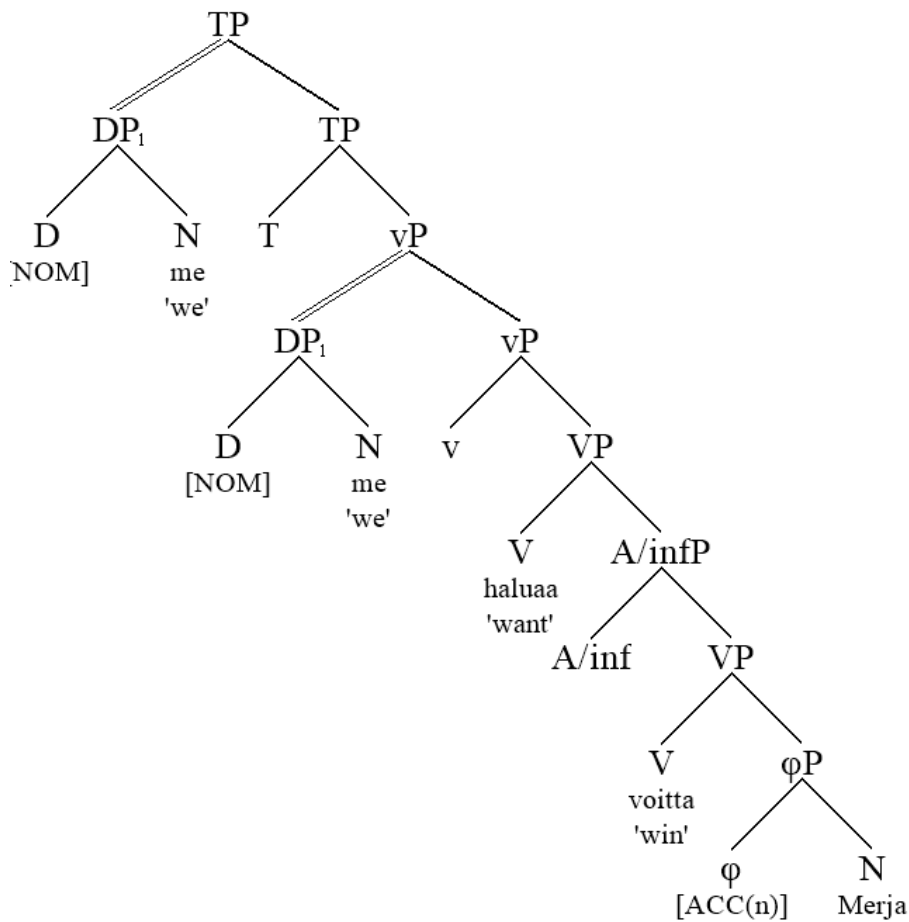 TP
DP₁ TP
D N T vP
[NOM] me
'we'
DP₁ vP
D N v VP
[NOM] me
'we'
V A/infP
haluaa
'want'
A/inf VP
V φP
voitta
'win'
φ N
[ACC(n)] Merja